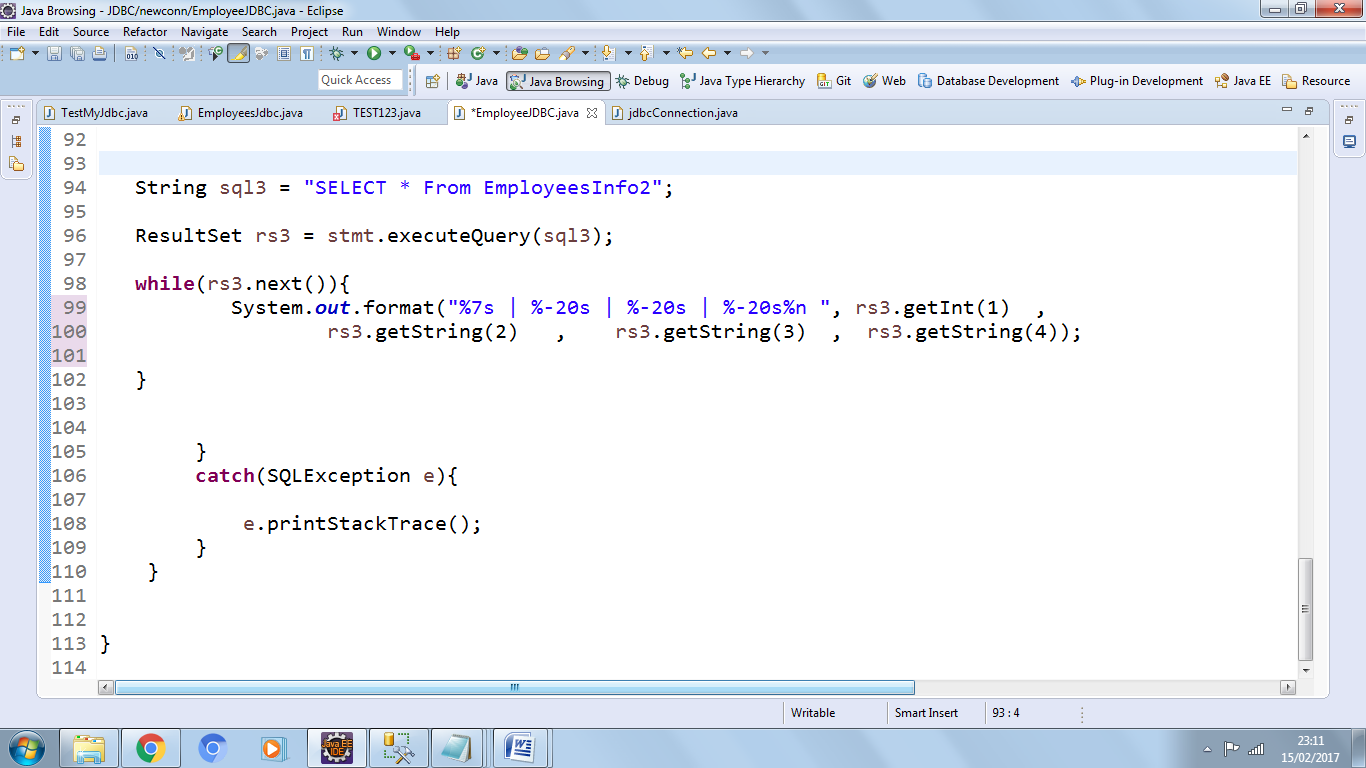 Java Browsing - JDBC/newconn/EmployeeJDBC.java - Eclipse
File Edit Source Refactor Navigate Search Project Run Window Help
Quick Access Java Java Browsing Debug Java Type Hierarchy Git Web Database Development Plug-in Development Java EE Resource
TestMyJdbc.java EmployeesJdbc.java TEST123.java *EmployeeJDBC.java jdbcConnection.java
92
93
94 String sql3 = "SELECT * From EmployeesInfo2";
95
96 ResultSet rs3 = stmt.executeQuery(sql3);
97
98 while(rs3.next()){
99 System.out.format("%7s | %-20s | %-20s | %-20s%n ", rs3.getInt(1) ,
100 rs3.getString(2) , rs3.getString(3) , rs3.getString(4));
101
102 }
103
104
105 }
106 catch(SQLException e){
107
108 e.printStackTrace();
109 }
110 }
111
112
113 }
114
Writable Smart Insert 93 : 4
Java EE
IDE
23:11
15/02/2017